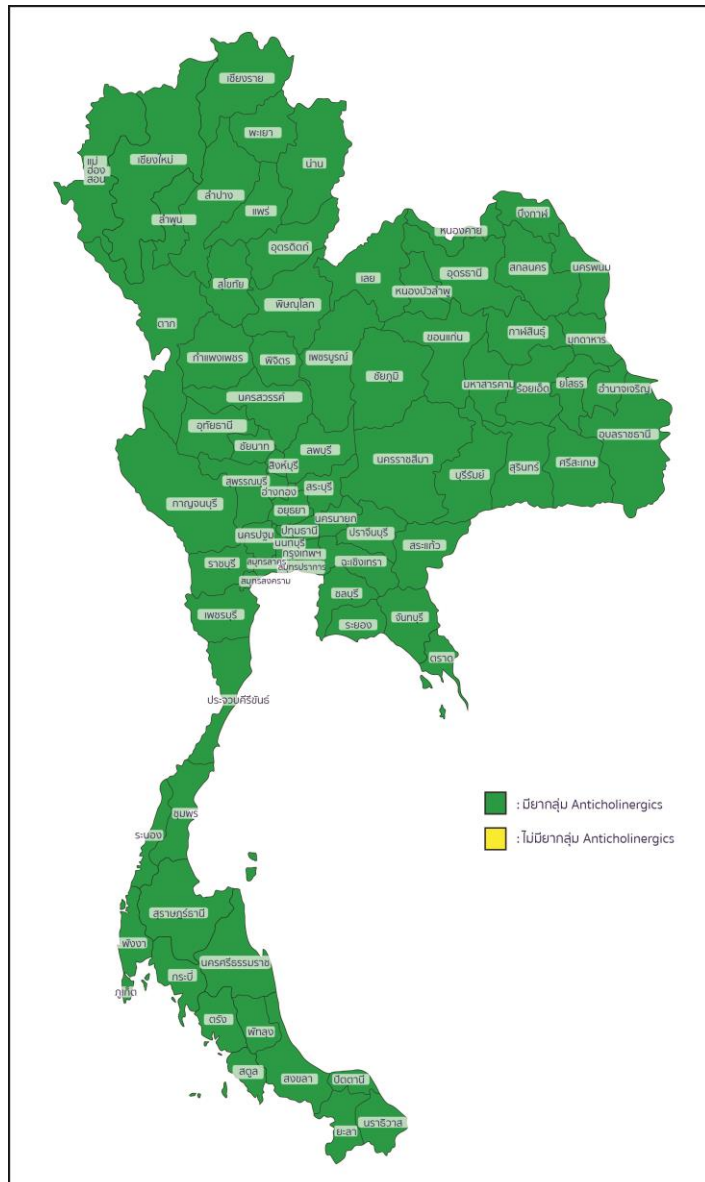 เชียงราย
พะเยา
แม่
ฮ่อง
สอน
เชียงใหม่
น่าน
ลำปาง
แพร่
ลำพูน
บึงกาฬ
หนองคาย
อุตรดิตถ์
เลย
อุดรธานี
สกลนคร
นครพนม
สุโขทัย
หนองบัวลำพู
พิษณุโลก
ตาก
ขอนแก่น
กาฬสินธุ์
มุกดาหาร
กำแพงเพชร
พิจิตร
เพชรบูรณ์
ชัยภูมิ
มหาสารคาม
ร้อยเอ็ด
ยโสธร
อำนาจเจริญ
นครสวรรค์
อุทัยธานี
อุบลราชธานี
ชัยนาท
ลพบุรี
นครราชสีมา
สิงห์บุรี
บุรีรัมย์
สุรินทร์
ศรีสะเกษ
สุพรรณบุรี
อ่างทอง
สระบุรี
กาญจนบุรี
อยุธยา
นครนายก
นครปฐม
ปทุมธานี
ปราจีนบุรี
นนทบุรี
สระแก้ว
กรุงเทพฯ
ราชบุรี
สมุทรสาคร
สมุทรปราการ
ฉะเชิงเทรา
สมุทรสงคราม
ชลบุรี
เพชรบุรี
ระยอง
จันทบุรี
ตราด
ประจวบคีรีขันธ์
: มียากลุ่ม Anticholinergics
ชุมพร
ระนอง
: ไม่มียากลุ่ม Anticholinergics
สุราษฎร์ธานี
พังงา
นครศรีธรรมราช
กระบี่
ภูเก็ต
ตรัง
พัทลุง
สตูล
สงขลา
ปัตตานี
นราธิวาส
ยะลา